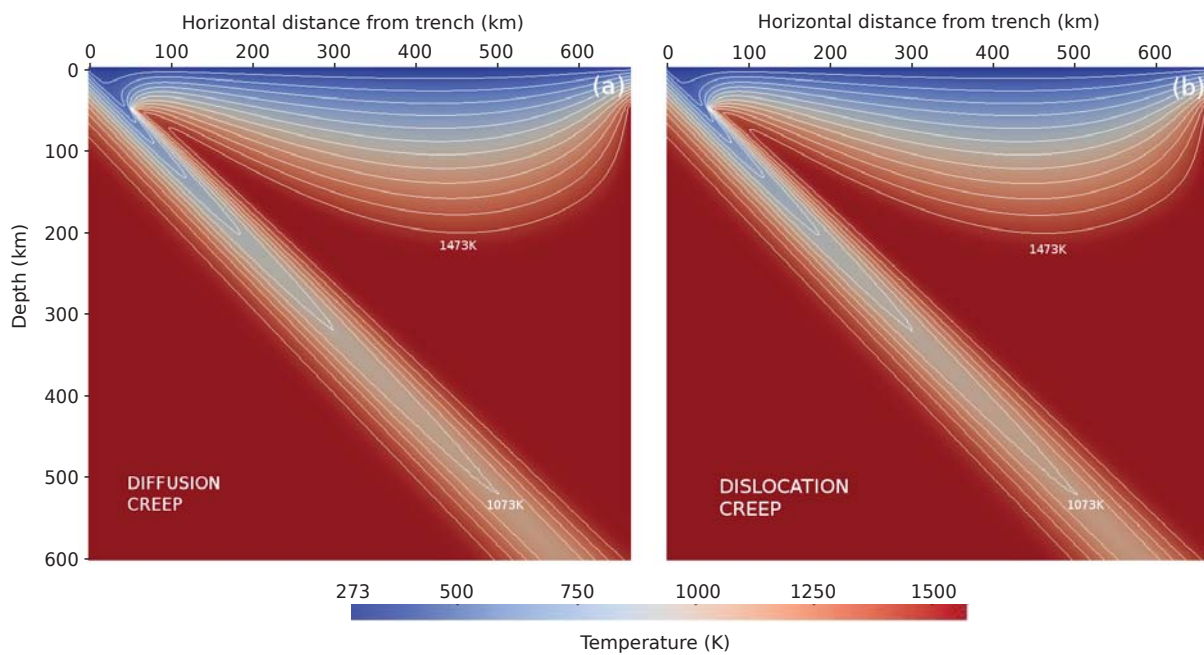 Horizontal distance from trench (km)
0 100 200 300 400 500 600
Horizontal distance from trench (km)
0 100 200 300 400 500 600
Depth (km)
0
100
200
300
400
500
600
(a)
1473K
DIFFUSION
CREEP
1073K
(b)
1473K
DISLOCATION
CREEP
1073K
273 500 750 1000 1250 1500
Temperature (K)